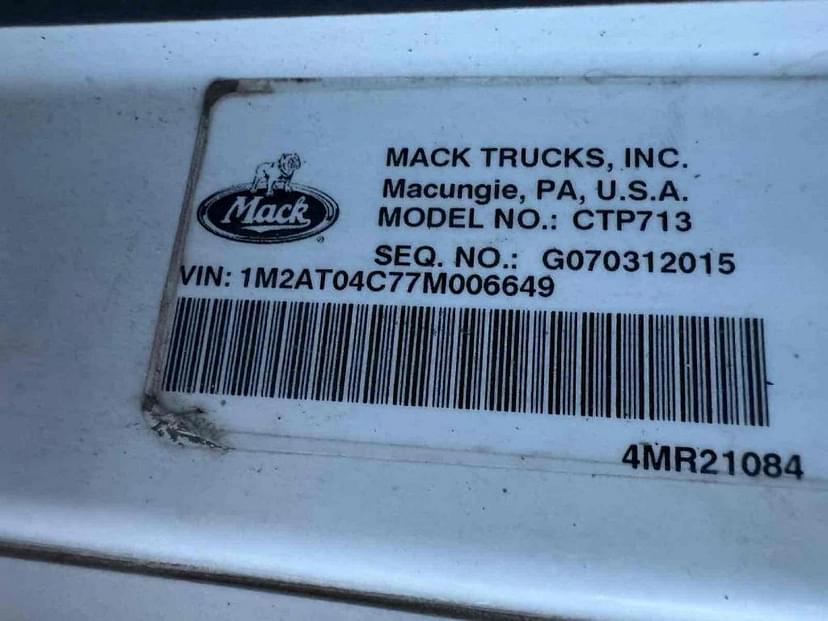 MACK TRUCKS, INC.
Macungie, PA, U.S.A.
Mack
®
MODEL NO.: CTP713
SEQ. NO.: G070312015
VIN: 1M2AT04C77M006649
4MR21084